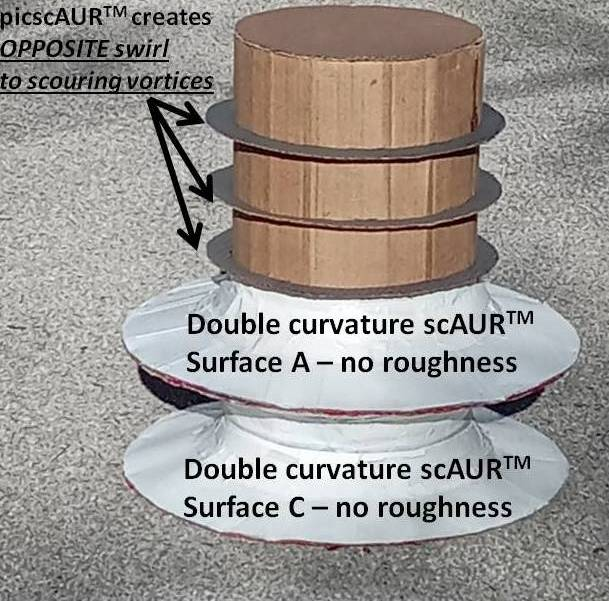 picscAUR™ creates
OPPOSITE swirl
to scouring vortices
Double curvature scAUR™
Surface A – no roughness
Double curvature scAUR™
Surface C – no roughness